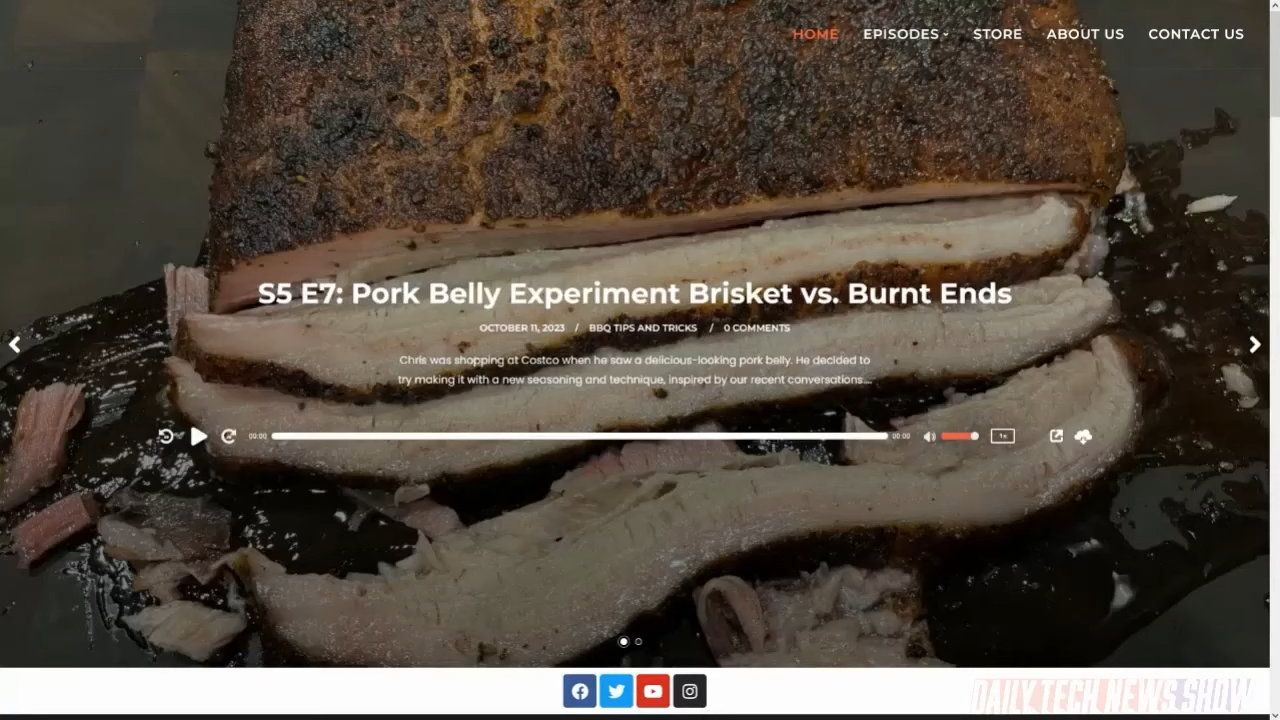 HOME EPISODES STORE ABOUT US CONTACT US
S5 E7: Pork Belly Experiment Brisket vs. Burnt Ends
OCTOBER 11, 2023 / BBQ TIPS AND TRICKS / 0 COMMENTS
Chris was shopping at Costco when he saw a delicious-looking pork belly. He decided to
try making it with a new seasoning and technique, inspired by our recent conversations....
00:00 00:00 1x
DAILY TECH NEWS SHOW